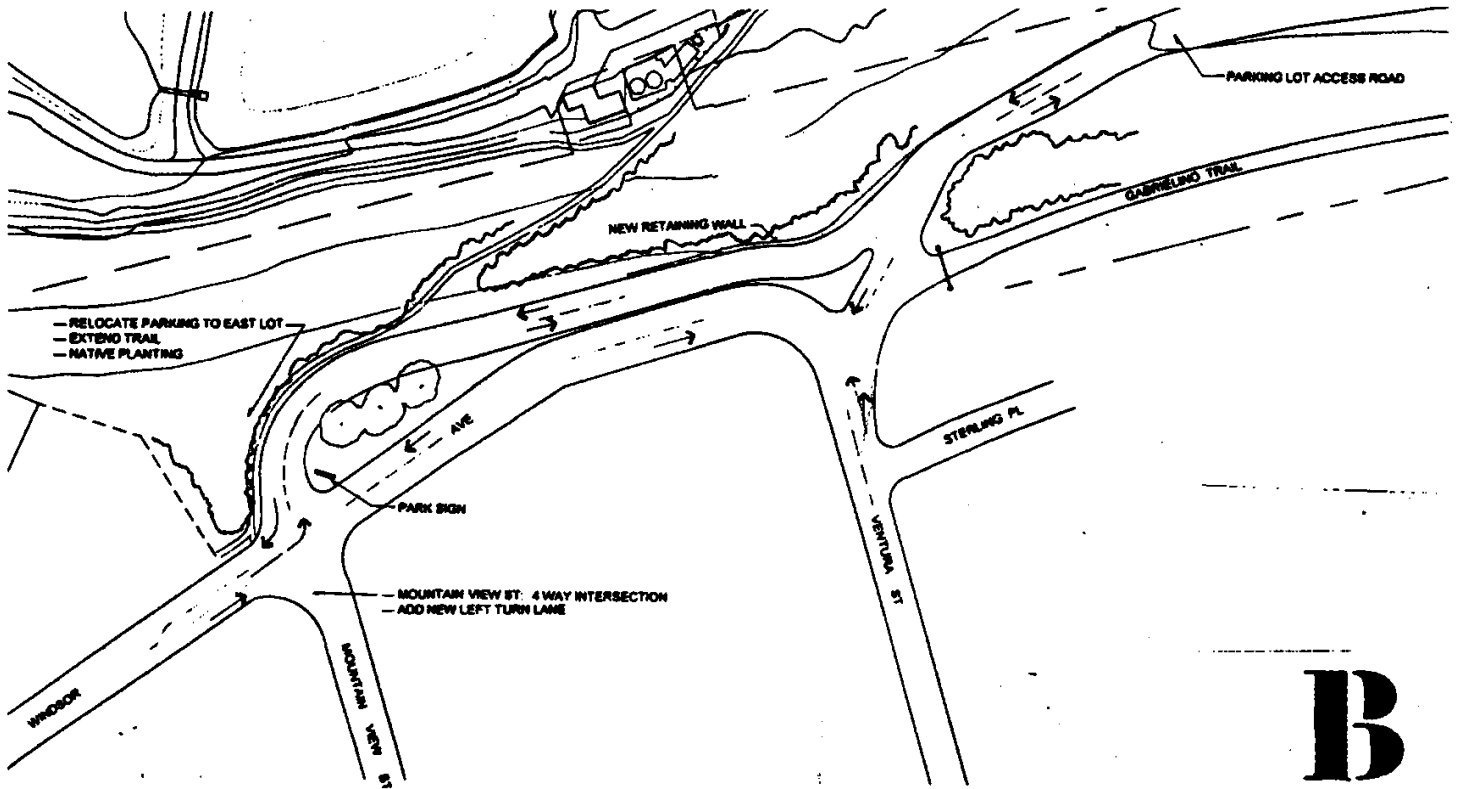 PARKING LOT ACCESS ROAD
GABRIELINO TRAIL
NEW RETAINING WALL
— RELOCATE PARKING TO EAST LOT
— EXTEND TRAIL
— NATIVE PLANTING
AVE
STERLING PL
PARK SIGN
VENTURA ST
— MOUNTAIN VIEW ST: 4 WAY INTERSECTION
— ADD NEW LEFT TURN LANE
WINDSOR
MOUNTAIN VIEW ST
B